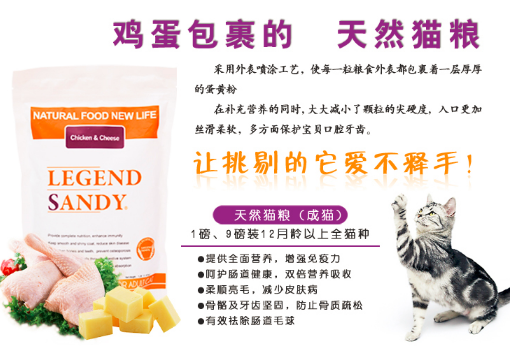 鸡蛋包裹的 天然猫粮
采用外表喷涂工艺，使每一粒粮食外表都包裹着一层厚厚
的蛋黄粉
在补充营养的同时,大大减小了颗粒的尖硬度，入口更加
丝滑柔软，多方面保护宝贝口腔牙齿。
让挑剔的它爱不释手！
NATURAL FOOD NEW LIFE
Chicken & Cheese
LEGEND
SANDY
天然猫粮（成猫）
1磅、9磅装12月龄以上全猫种
●提供全面营养，增强免疫力
●呵护肠道健康，双倍营养吸收
●柔顺亮毛，减少皮肤病
●骨骼及牙齿坚固，防止骨质疏松
●有效祛除肠道毛球